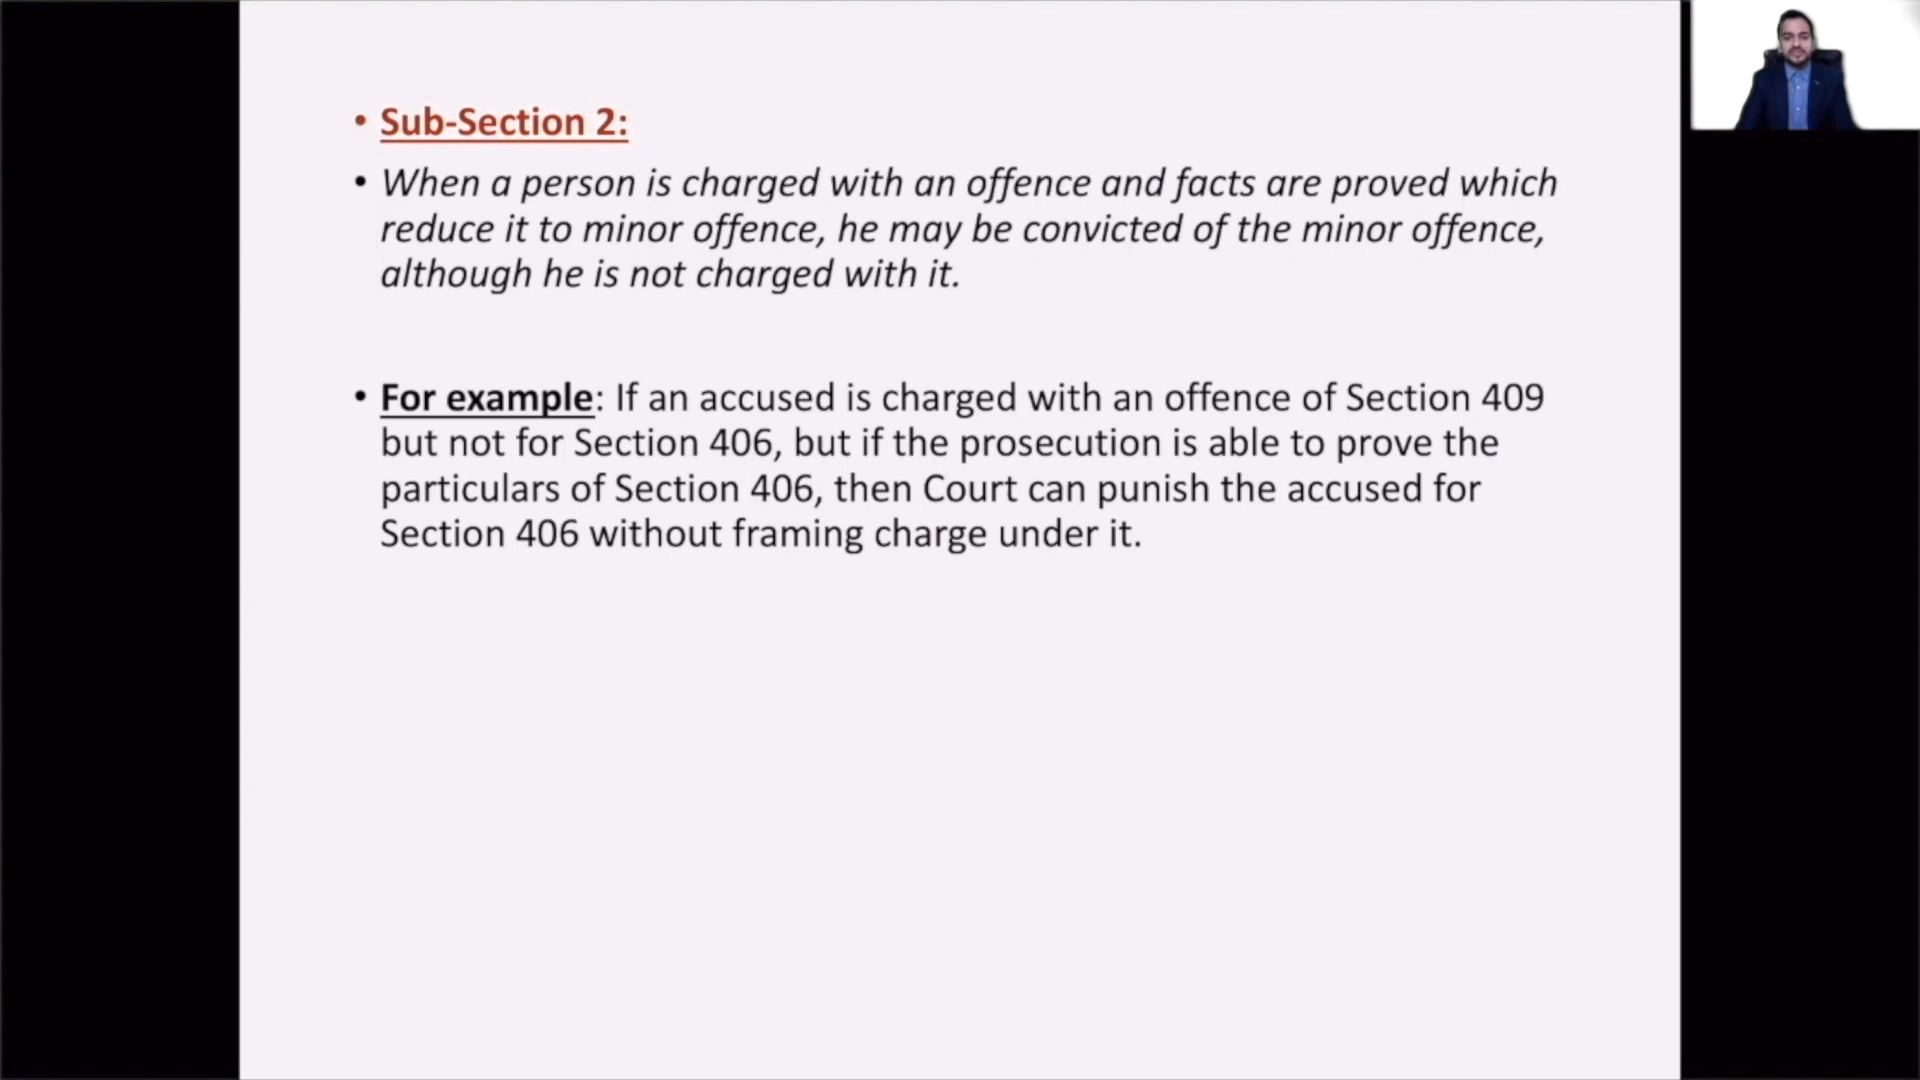 • Sub-Section 2:
• When a person is charged with an offence and facts are proved which
reduce it to minor offence, he may be convicted of the minor offence,
although he is not charged with it.
• For example: If an accused is charged with an offence of Section 409
but not for Section 406, but if the prosecution is able to prove the
particulars of Section 406, then Court can punish the accused for
Section 406 without framing charge under it.